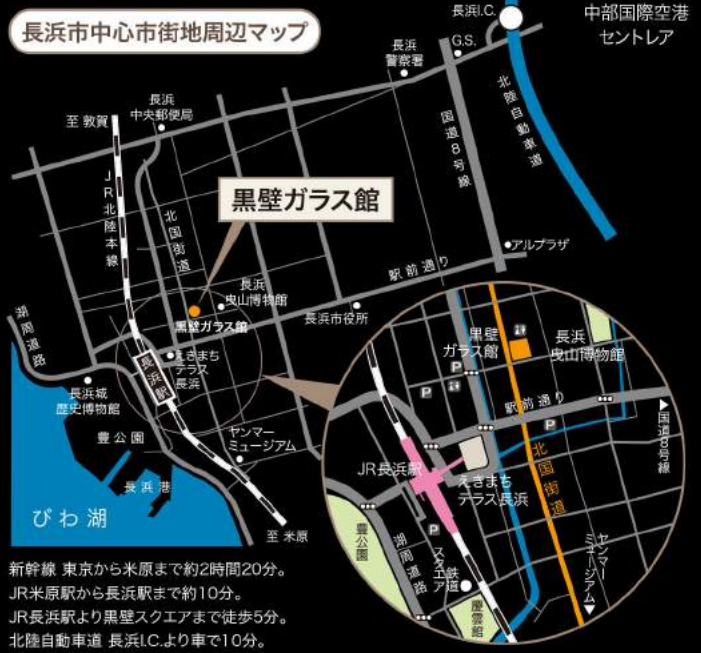 長浜市中心市街地周辺マップ
中部国際空港
セントレア
長浜I.C.
G.S.
長浜
警察署
北陸自動車道
国道8号線
長浜
中央郵便局
至 敦賀
JR北陸本線
北国街道
黒壁ガラス館
アルプラザ
駅前通り
長浜
曳山博物館
長浜市役所
黒壁ガラス館
湖周道路
えきまち
テラス
長浜
長浜駅
長浜城
歴史博物館
豊公園
ヤンマー
ミュージアム
長浜港
びわ湖
至 米原
黒壁
ガラス館
長浜
曳山博物館
P
P
駅前通り
国道8号線
JR長浜駅
えきまち
テラス長浜
北国街道
P
豊公園
湖周道路
鉄道
スクエア
慶雲館
ヤンマー
ミュージアム
新幹線 東京から米原まで約2時間20分。
JR米原駅から長浜駅まで約10分。
JR長浜駅より黒壁スクエアまで徒歩5分。
北陸自動車道 長浜I.C.より車で10分。